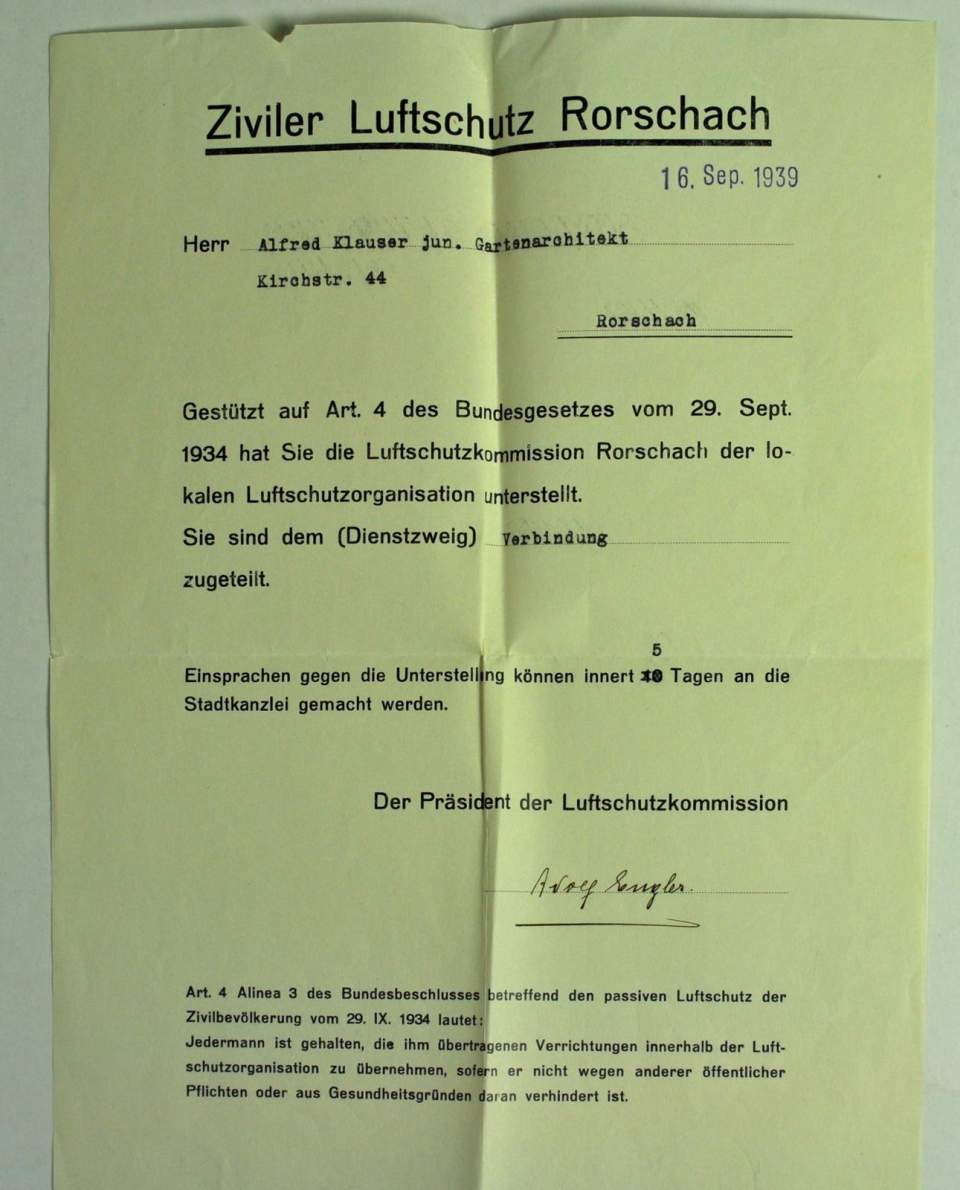 Ziviler Luftschutz Rorschach
16. Sep. 1939
Herr Alfred Klauser jun. Gartenarchitekt
Kirchstr. 44
Rorschach
Gestützt auf Art. 4 des Bundesgesetzes vom 29. Sept.
1934 hat Sie die Luftschutzkommission Rorschach der lo-
kalen Luftschutzorganisation unterstellt.
Sie sind dem (Dienstzweig) Verbindung
zugeteilt.
5
Einsprachen gegen die Unterstellung können innert 10 Tagen an die
Stadtkanzlei gemacht werden.
Der Präsident der Luftschutzkommission
Adolf Engler.
Art. 4 Alinea 3 des Bundesbeschlusses betreffend den passiven Luftschutz der
Zivilbevölkerung vom 29. IX. 1934 lautet:
Jedermann ist gehalten, die ihm übertragenen Verrichtungen innerhalb der Luft-
schutzorganisation zu übernehmen, sofern er nicht wegen anderer öffentlicher
Pflichten oder aus Gesundheitsgründen daran verhindert ist.